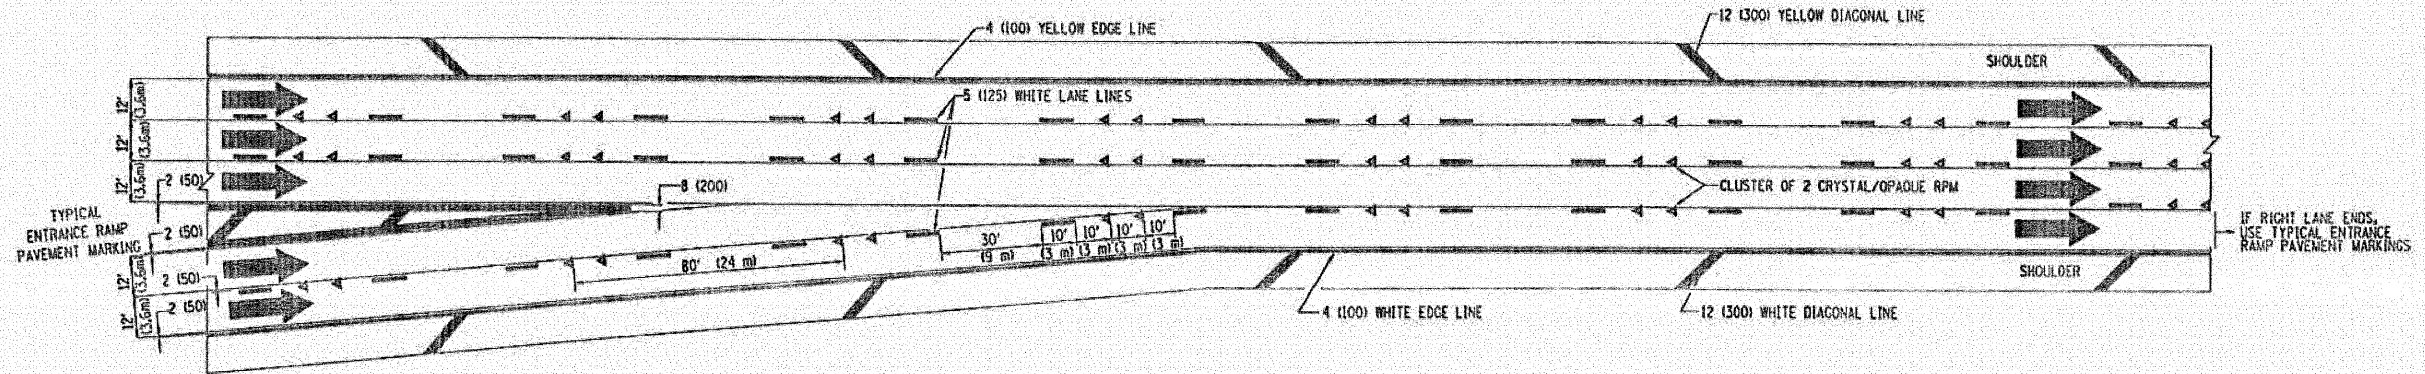 12 (300) YELLOW DIAGONAL LINE
4 (100) YELLOW EDGE LINE
SHOULDER
12'
(3.6m)
5 (125) WHITE LANE LINES
12'
(3.6m)
12'
(3.6m)
2 (50)
8 (200)
CLUSTER OF 2 CRYSTAL/OPAQUE RPM
TYPICAL
ENTRANCE RAMP
PAVEMENT MARKING
2 (50)
30'
(9 m)
10'
10'
10'
10'
(3 m)
(3 m)
(3 m)
(3 m)
IF RIGHT LANE ENDS,
USE TYPICAL ENTRANCE
RAMP PAVEMENT MARKINGS
80' (24 m)
12'
(3.6m)
2 (50)
SHOULDER
12'
(3.6m)
2 (50)
4 (100) WHITE EDGE LINE
12 (300) WHITE DIAGONAL LINE